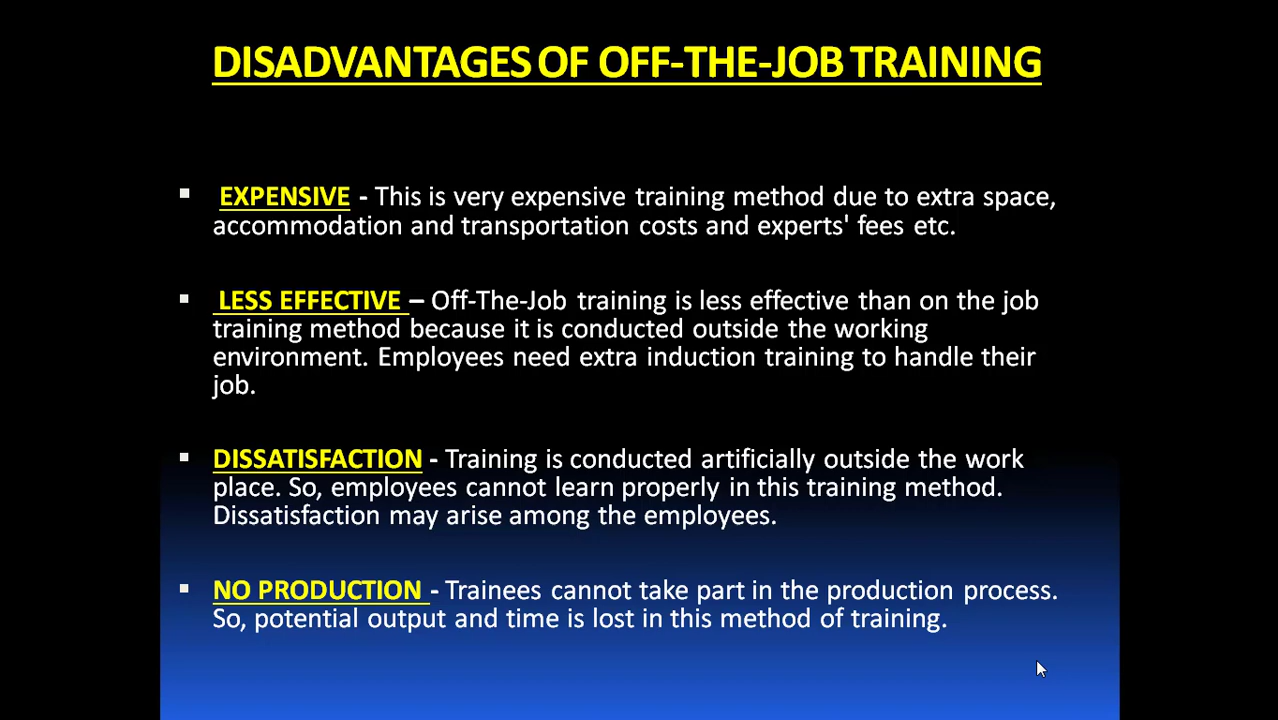 DISADVANTAGES OF OFF-THE-JOB TRAINING
▪ EXPENSIVE - This is very expensive training method due to extra space,
accommodation and transportation costs and experts' fees etc.
▪ LESS EFFECTIVE – Off-The-Job training is less effective than on the job
training method because it is conducted outside the working
environment. Employees need extra induction training to handle their
job.
▪ DISSATISFACTION - Training is conducted artificially outside the work
place. So, employees cannot learn properly in this training method.
Dissatisfaction may arise among the employees.
▪ NO PRODUCTION - Trainees cannot take part in the production process.
So, potential output and time is lost in this method of training.